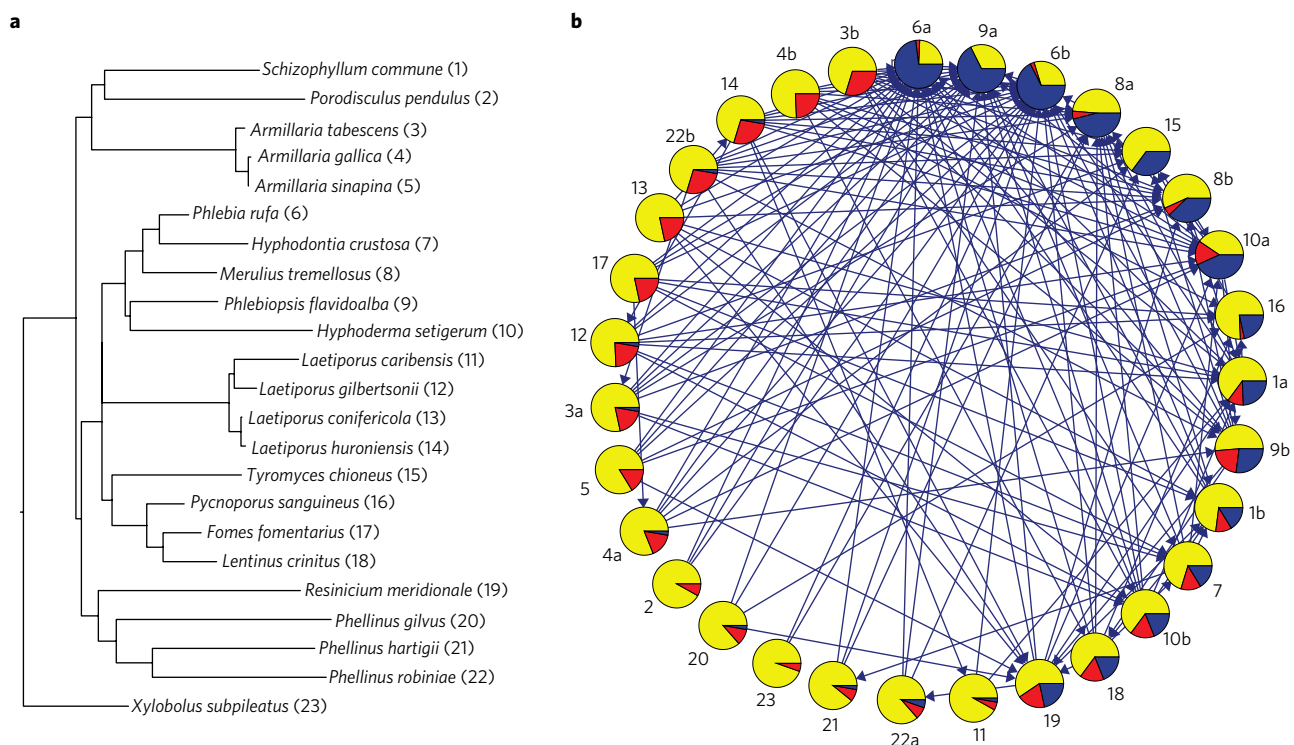 a
Schizophyllum commune (1)
Porodisculus pendulus (2)
Armillaria tabescens (3)
Armillaria gallica (4)
Armillaria sinapina (5)
Phlebia rufa (6)
Hyphodontia crustosa (7)
Merulius tremellosus (8)
Phlebiopsis flavidoalba (9)
Hyphoderma setigerum (10)
Laetiporus caribensis (11)
Laetiporus gilbertsonii (12)
Laetiporus conifericola (13)
Laetiporus huroniensis (14)
Tyromyces chioneus (15)
Pycnoporus sanguineus (16)
Fomes fomentarius (17)
Lentinus crinitus (18)
Resinicium meridionale (19)
Phellinus gilvus (20)
Phellinus hartigii (21)
Phellinus robiniae (22)
Xylobolus subpileatus (23)
b
6a
9a
6b
8a
15
8b
10a
16
1a
9b
1b
7
10b
18
19
11
22a
21
23
20
2
4a
5
3a
12
17
13
22b
14
4b
3b